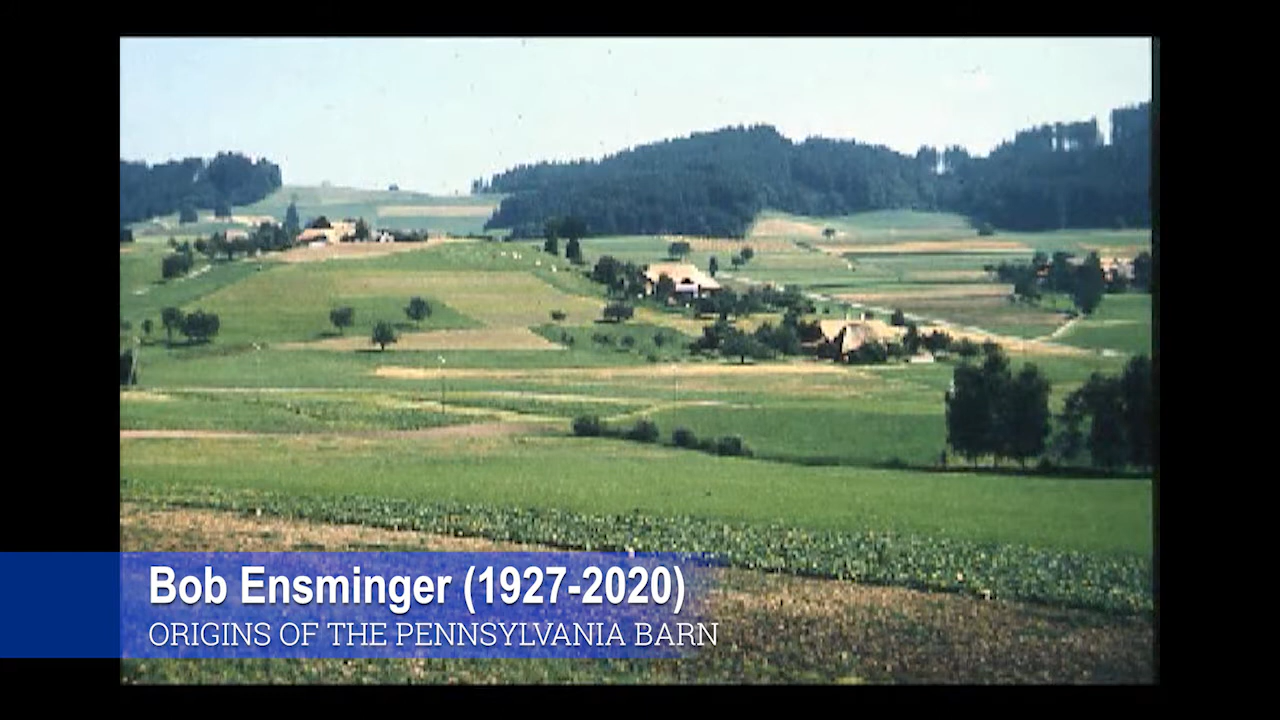 Bob Ensminger (1927-2020)
ORIGINS OF THE PENNSYLVANIA BARN